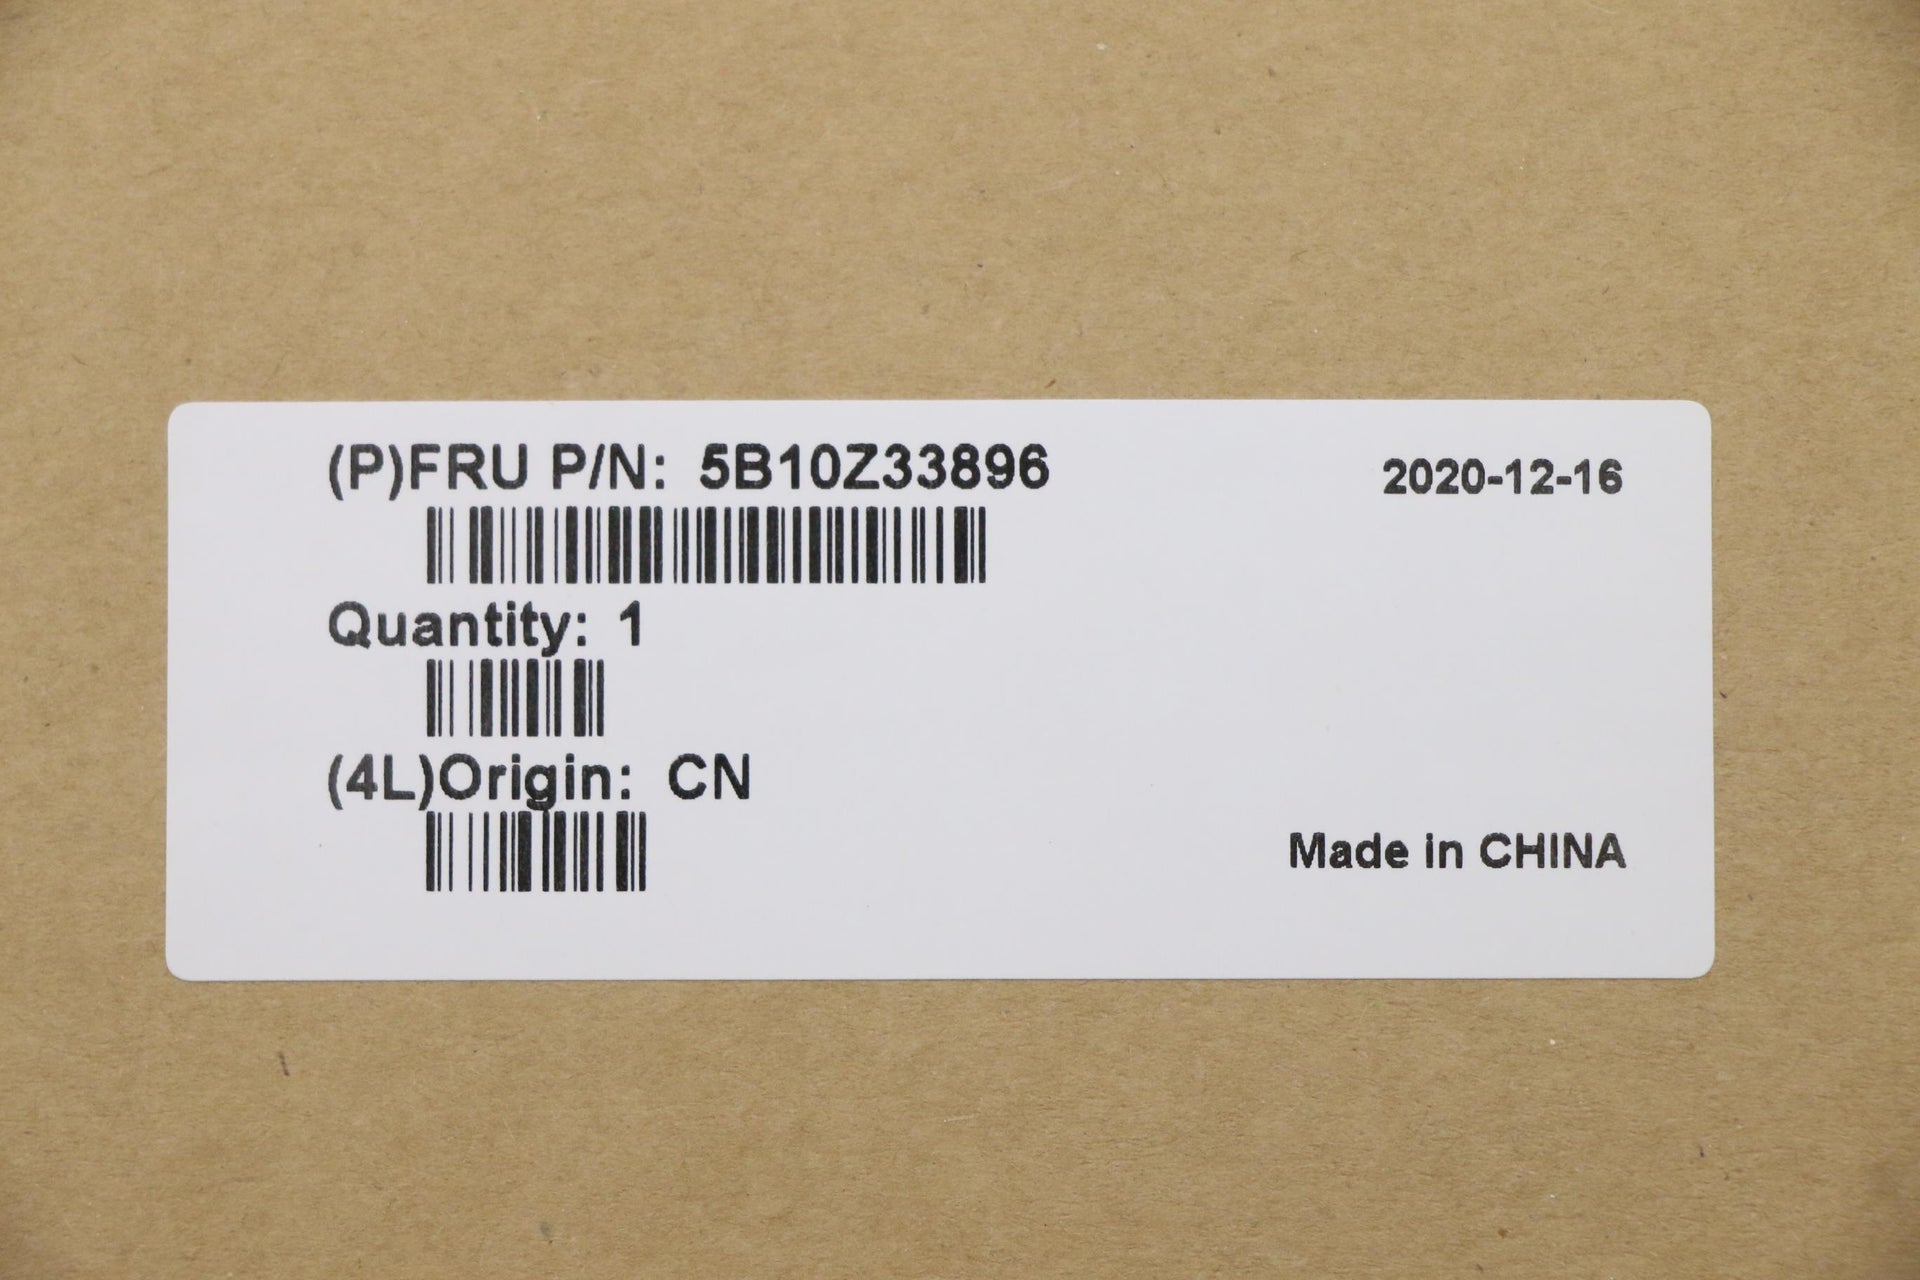 (P)FRU P/N: 5B10Z33896
2020-12-16
Quantity: 1
(4L)Origin: CN
Made in CHINA